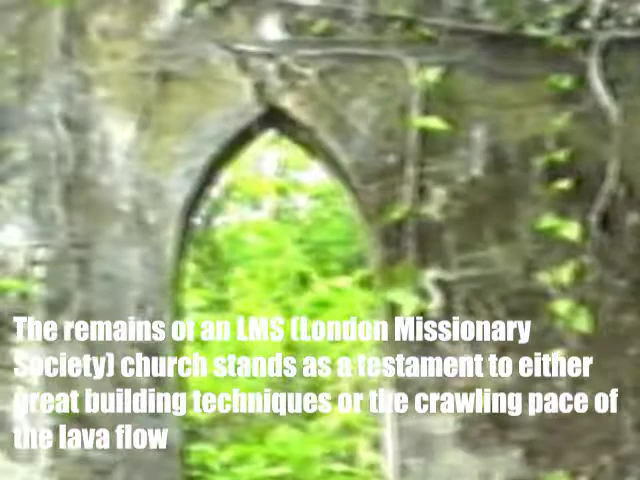 The remains of an LMS (London Missionary
Society) church stands as a testament to either
great building techniques or the crawling pace of
the lava flow